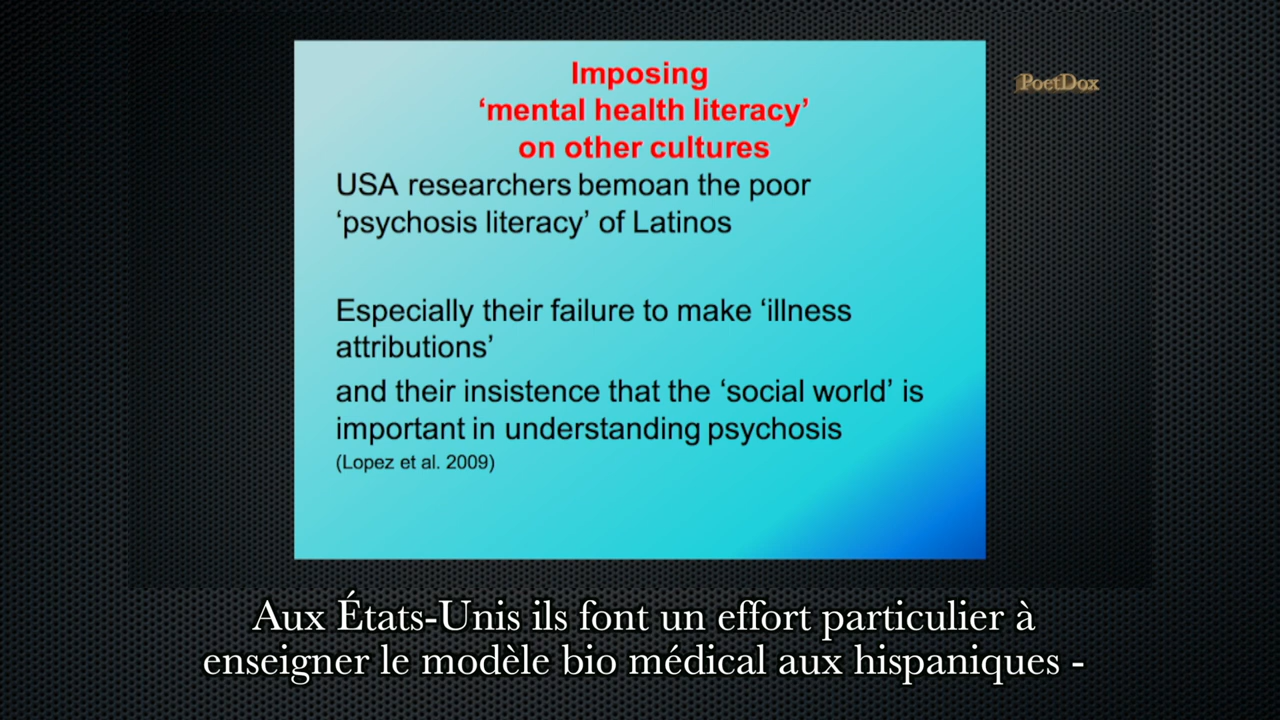 Imposing
‘mental health literacy’
on other cultures
PoetDox
USA researchers bemoan the poor
‘psychosis literacy’ of Latinos
Especially their failure to make ‘illness
attributions’
and their insistence that the ‘social world’ is
important in understanding psychosis
(Lopez et al. 2009)
Aux États-Unis ils font un effort particulier à
enseigner le modèle bio médical aux hispaniques -